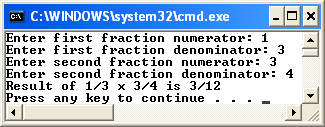 C:\WINDOWS\system32\cmd.exe
Enter first fraction numerator: 1
Enter first fraction denominator: 3
Enter second fraction numerator: 3
Enter second fraction denominator: 4
Result of 1/3 x 3/4 is 3/12
Press any key to continue . . .